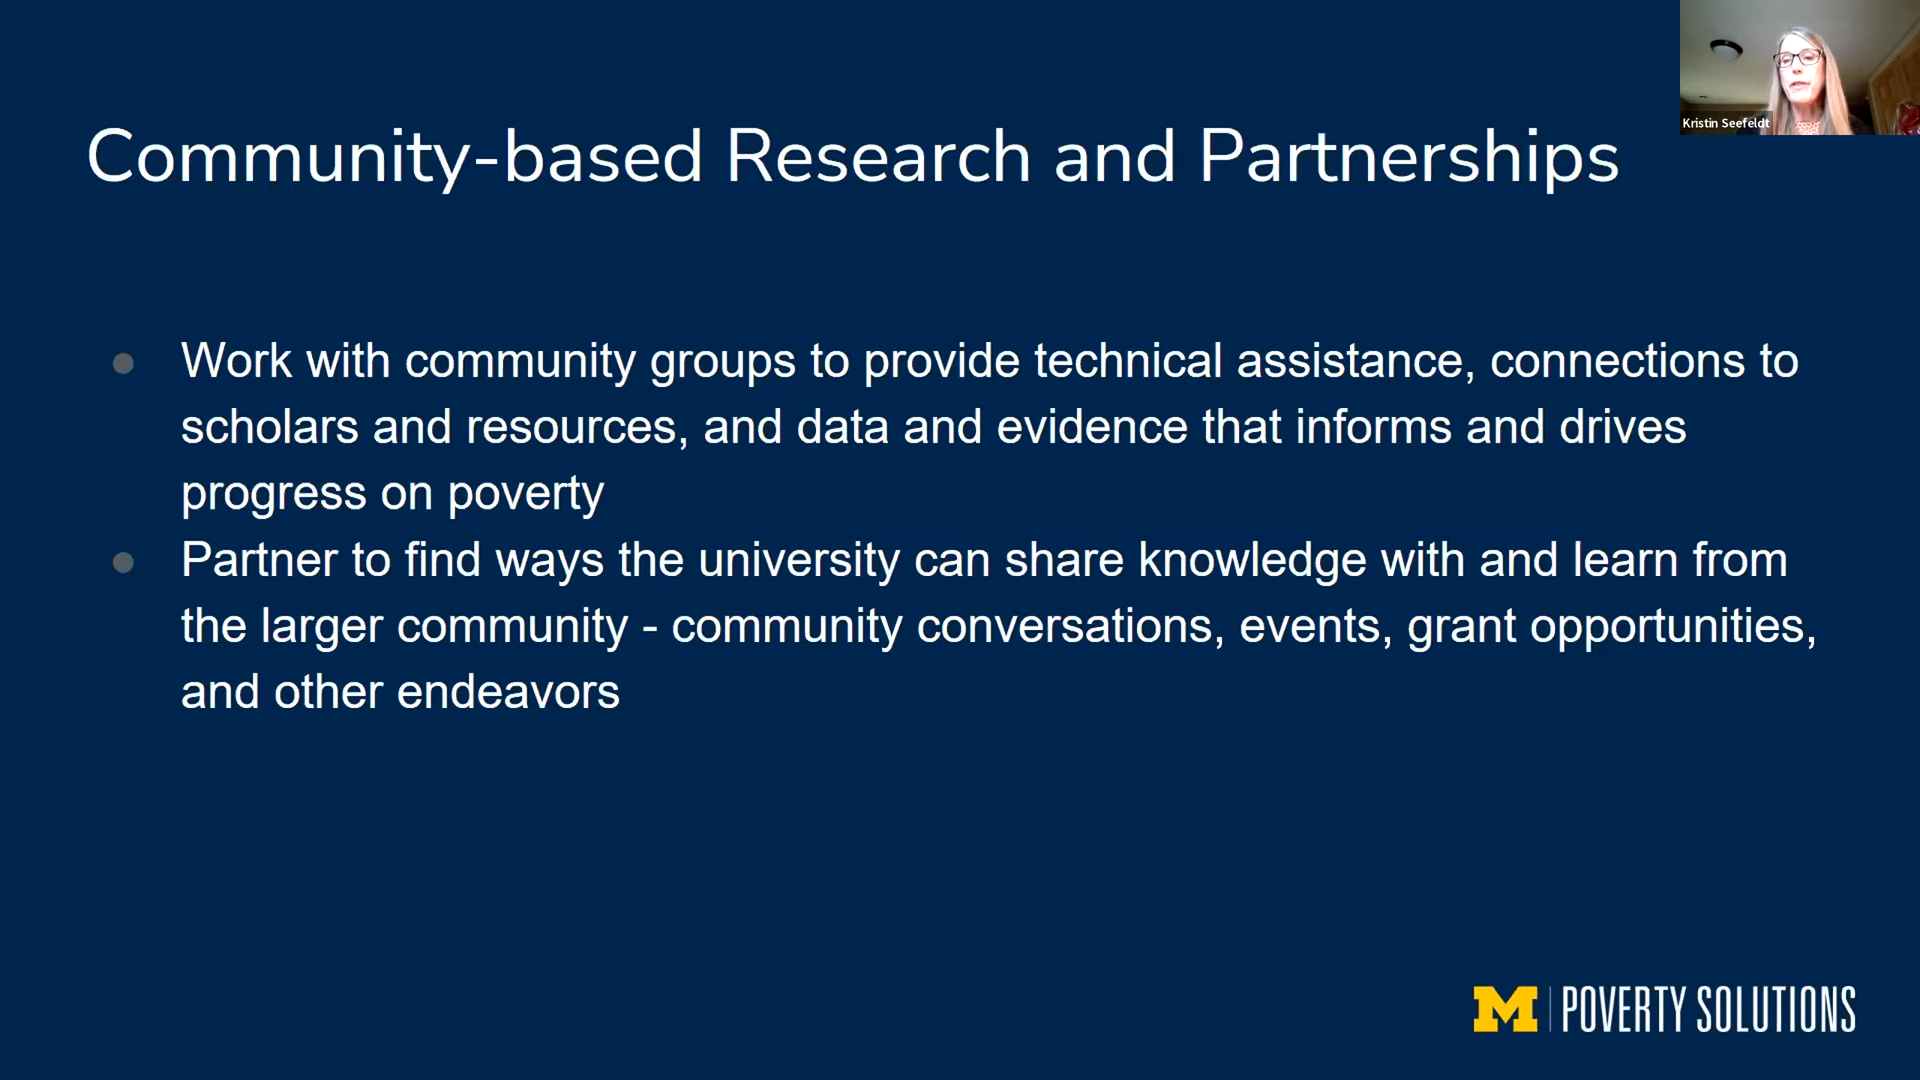 Kristin Seefeldt
Community-based Research and Partnerships
Work with community groups to provide technical assistance, connections to
scholars and resources, and data and evidence that informs and drives
progress on poverty
Partner to find ways the university can share knowledge with and learn from
the larger community - community conversations, events, grant opportunities,
and other endeavors
M | POVERTY SOLUTIONS